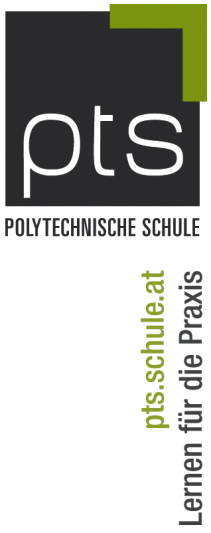 pts
POLYTECHNISCHE SCHULE
pts.schule.at
Lernen für die Praxis